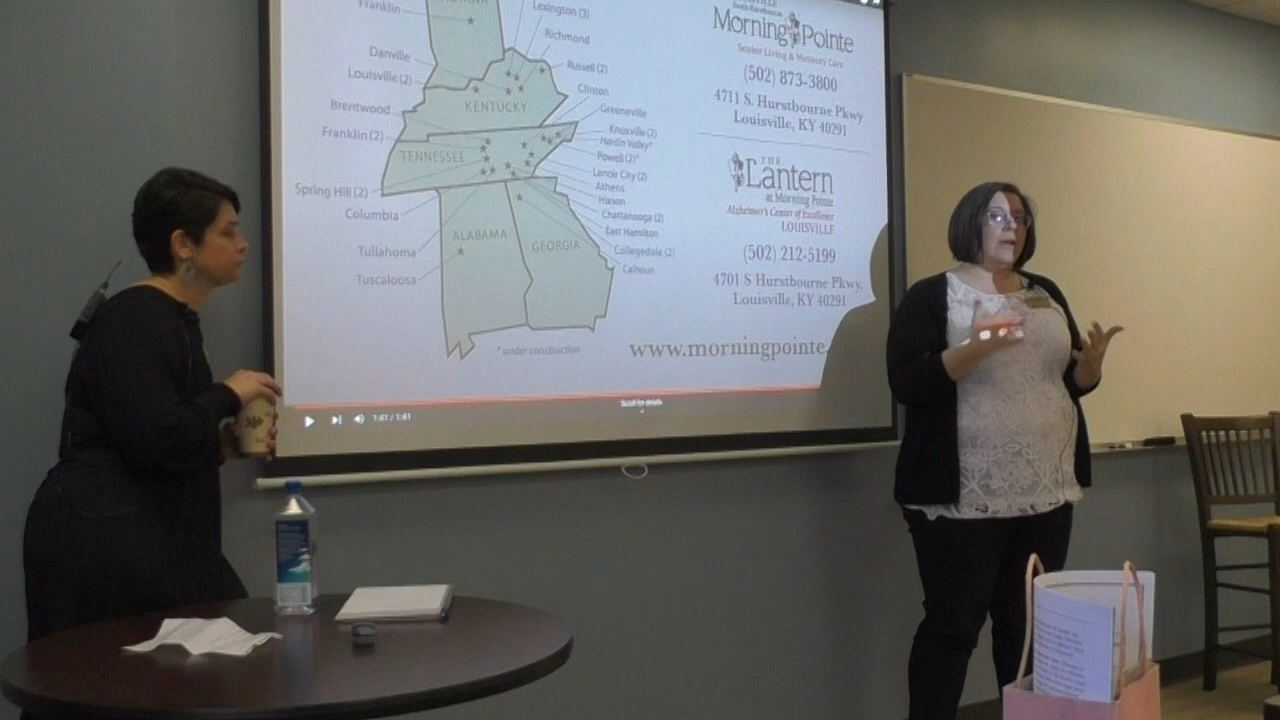 Franklin
Lexington (3)
Richmond
Danville
Russell (2)
Louisville (2)
Clinton
KENTUCKY
Brentwood
Greeneville
Franklin (2)
Knoxville (2)
Hardin Valley*
TENNESSEE
Powell (2)*
Lenoir City (2)
Spring Hill (2)
Athens
Hixson
Columbia
Chattanooga (2)
ALABAMA
East Hamilton
GEORGIA
Tullahoma
Collegedale (2)
Calhoun
Tuscaloosa
* under construction
Morning Pointe
Senior Living & Memory Care
(502) 873-3800
4711 S. Hurstbourne Pkwy
Louisville, KY 40291
THE
Lantern
at Morning Pointe
Alzheimer's Center of Excellence
LOUISVILLE
(502) 212-5199
4701 S Hurstbourne Pkwy,
Louisville, KY 40291
www.morningpointe.
Scroll for details
1:41 / 1:41